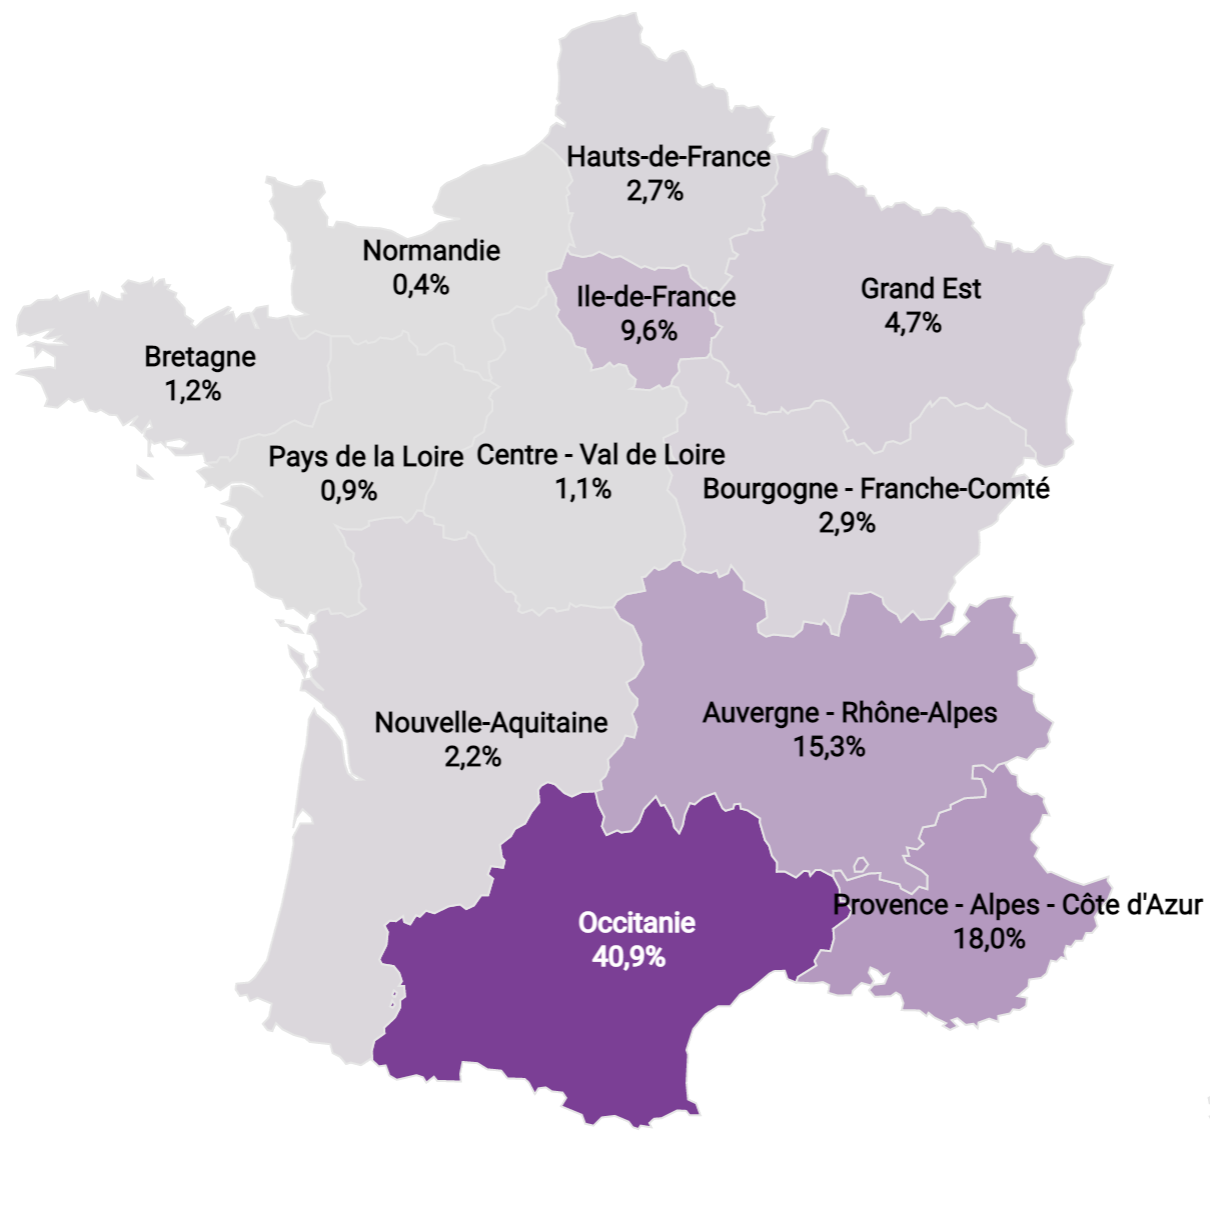 Hauts-de-France
2,7%
Normandie
0,4%
Ile-de-France
9,6%
Grand Est
4,7%
Bretagne
1,2%
Pays de la Loire
0,9%
Centre - Val de Loire
1,1%
Bourgogne - Franche-Comté
2,9%
Nouvelle-Aquitaine
2,2%
Auvergne - Rhône-Alpes
15,3%
Provence - Alpes - Côte d'Azur
18,0%
Occitanie
40,9%